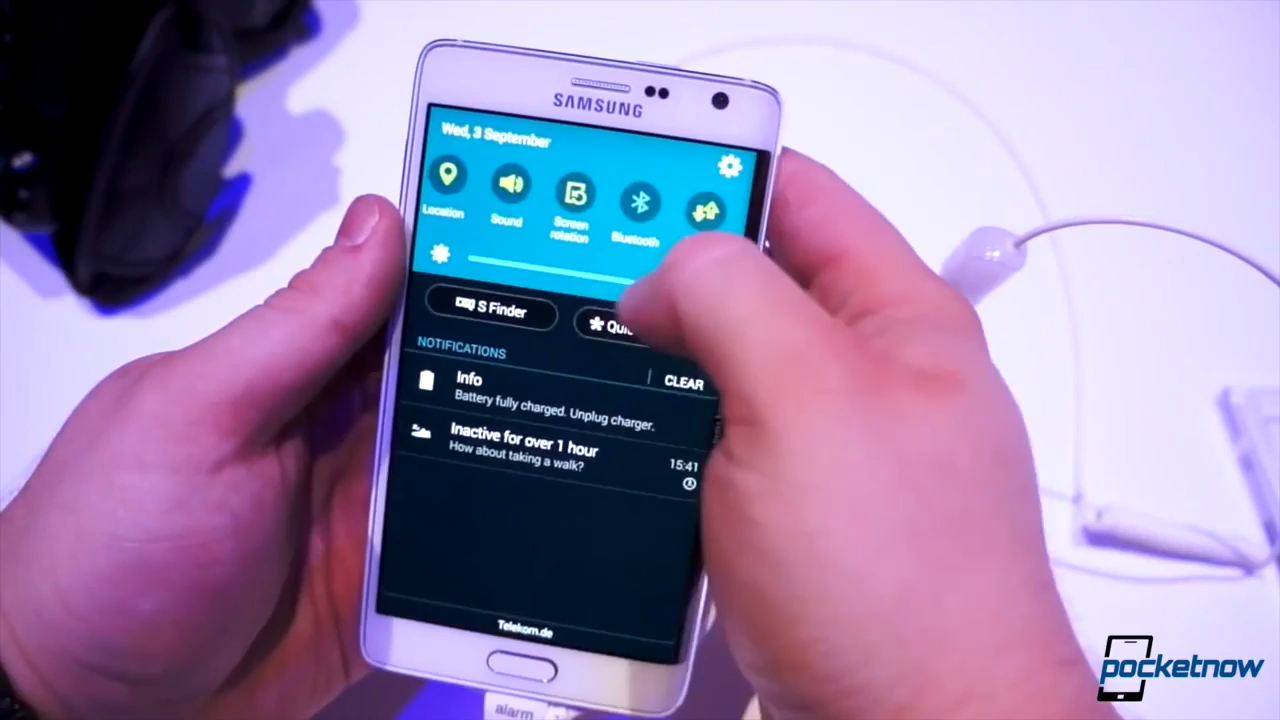 SAMSUNG
Wed, 3 September
Location
Sound
Screen
rotation
Bluetooth
S Finder
NOTIFICATIONS
CLEAR
Info
Battery fully charged. Unplug charger.
Inactive for over 1 hour
15:41
How about taking a walk?
Telekom.de
alarm
pocketnow